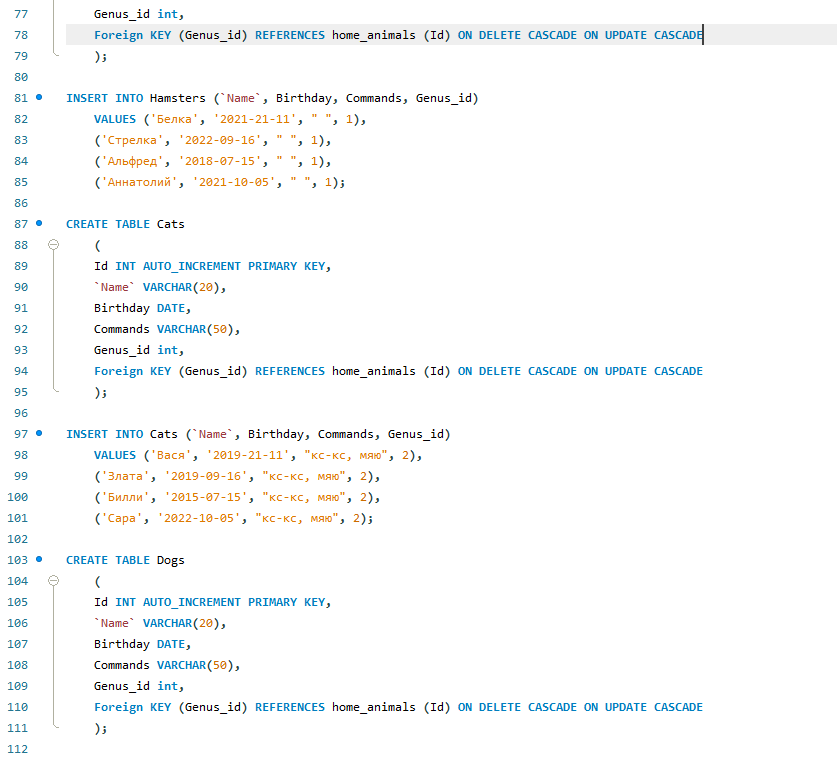 77 Genus_id int,
78 Foreign KEY (Genus_id) REFERENCES home_animals (Id) ON DELETE CASCADE ON UPDATE CASCADE
79 );
80
81 INSERT INTO Hamsters (`Name`, Birthday, Commands, Genus_id)
82 VALUES ('Белка', '2021-21-11', " ", 1),
83 ('Стрелка', '2022-09-16', " ", 1),
84 ('Альфред', '2018-07-15', " ", 1),
85 ('Аннатолий', '2021-10-05', " ", 1);
86
87 CREATE TABLE Cats
88 (
89 Id INT AUTO_INCREMENT PRIMARY KEY,
90 `Name` VARCHAR(20),
91 Birthday DATE,
92 Commands VARCHAR(50),
93 Genus_id int,
94 Foreign KEY (Genus_id) REFERENCES home_animals (Id) ON DELETE CASCADE ON UPDATE CASCADE
95 );
96
97 INSERT INTO Cats (`Name`, Birthday, Commands, Genus_id)
98 VALUES ('Вася', '2019-21-11', "кс-кс, мяю", 2),
99 ('Злата', '2019-09-16', "кс-кс, мяю", 2),
100 ('Билли', '2015-07-15', "кс-кс, мяю", 2),
101 ('Сара', '2022-10-05', "кс-кс, мяю", 2);
102
103 CREATE TABLE Dogs
104 (
105 Id INT AUTO_INCREMENT PRIMARY KEY,
106 `Name` VARCHAR(20),
107 Birthday DATE,
108 Commands VARCHAR(50),
109 Genus_id int,
110 Foreign KEY (Genus_id) REFERENCES home_animals (Id) ON DELETE CASCADE ON UPDATE CASCADE
111 );
112